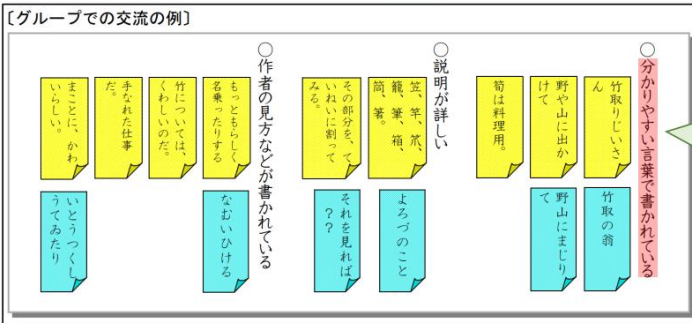 〔グループでの交流の例〕
○分かりやすい言葉で書かれている
竹取りじいさ
ん
野や山に出か
けて
筍は料理用。
竹取の翁
野山にまじり
て
○説明が詳しい
笠、竿、笊、
籠、筆、箱、
筒、箸。
その部分を、て
いねいに割って
みる。
よろづのこと
それを見れば
？？
○作者の見方などが書かれている
もっともらしく
名乗ったりする
竹については、
くわしいのだ。
手なれた仕事
だ。
まことに、かわ
いらしい。
なむいひける
いとうつくし
うてゐたり